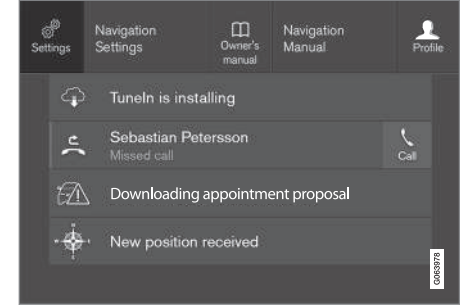 Settings
Navigation
Settings
Owner's
manual
Navigation
Manual
Profile
TuneIn is installing
Sebastian Petersson
Missed call
Call
Downloading appointment proposal
New position received
G063978